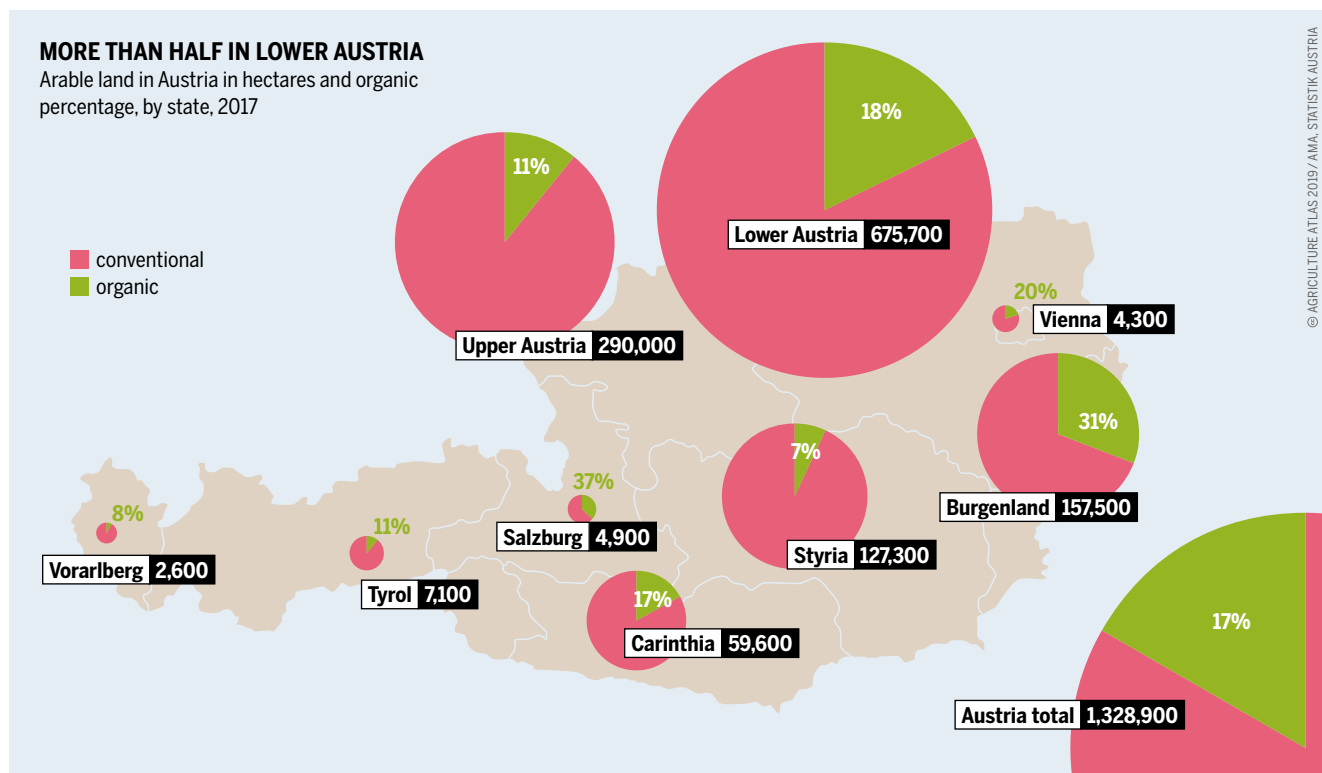 MORE THAN HALF IN LOWER AUSTRIA
Arable land in Austria in hectares and organic
percentage, by state, 2017
conventional
organic
11%
Upper Austria 290,000
18%
Lower Austria 675,700
20%
Vienna 4,300
31%
Burgenland 157,500
7%
Styria 127,300
37%
Salzburg 4,900
8%
Vorarlberg 2,600
11%
Tyrol 7,100
17%
Carinthia 59,600
17%
Austria total 1,328,900
© AGRICULTURE ATLAS 2019 / AMA, STATISTIK AUSTRIA